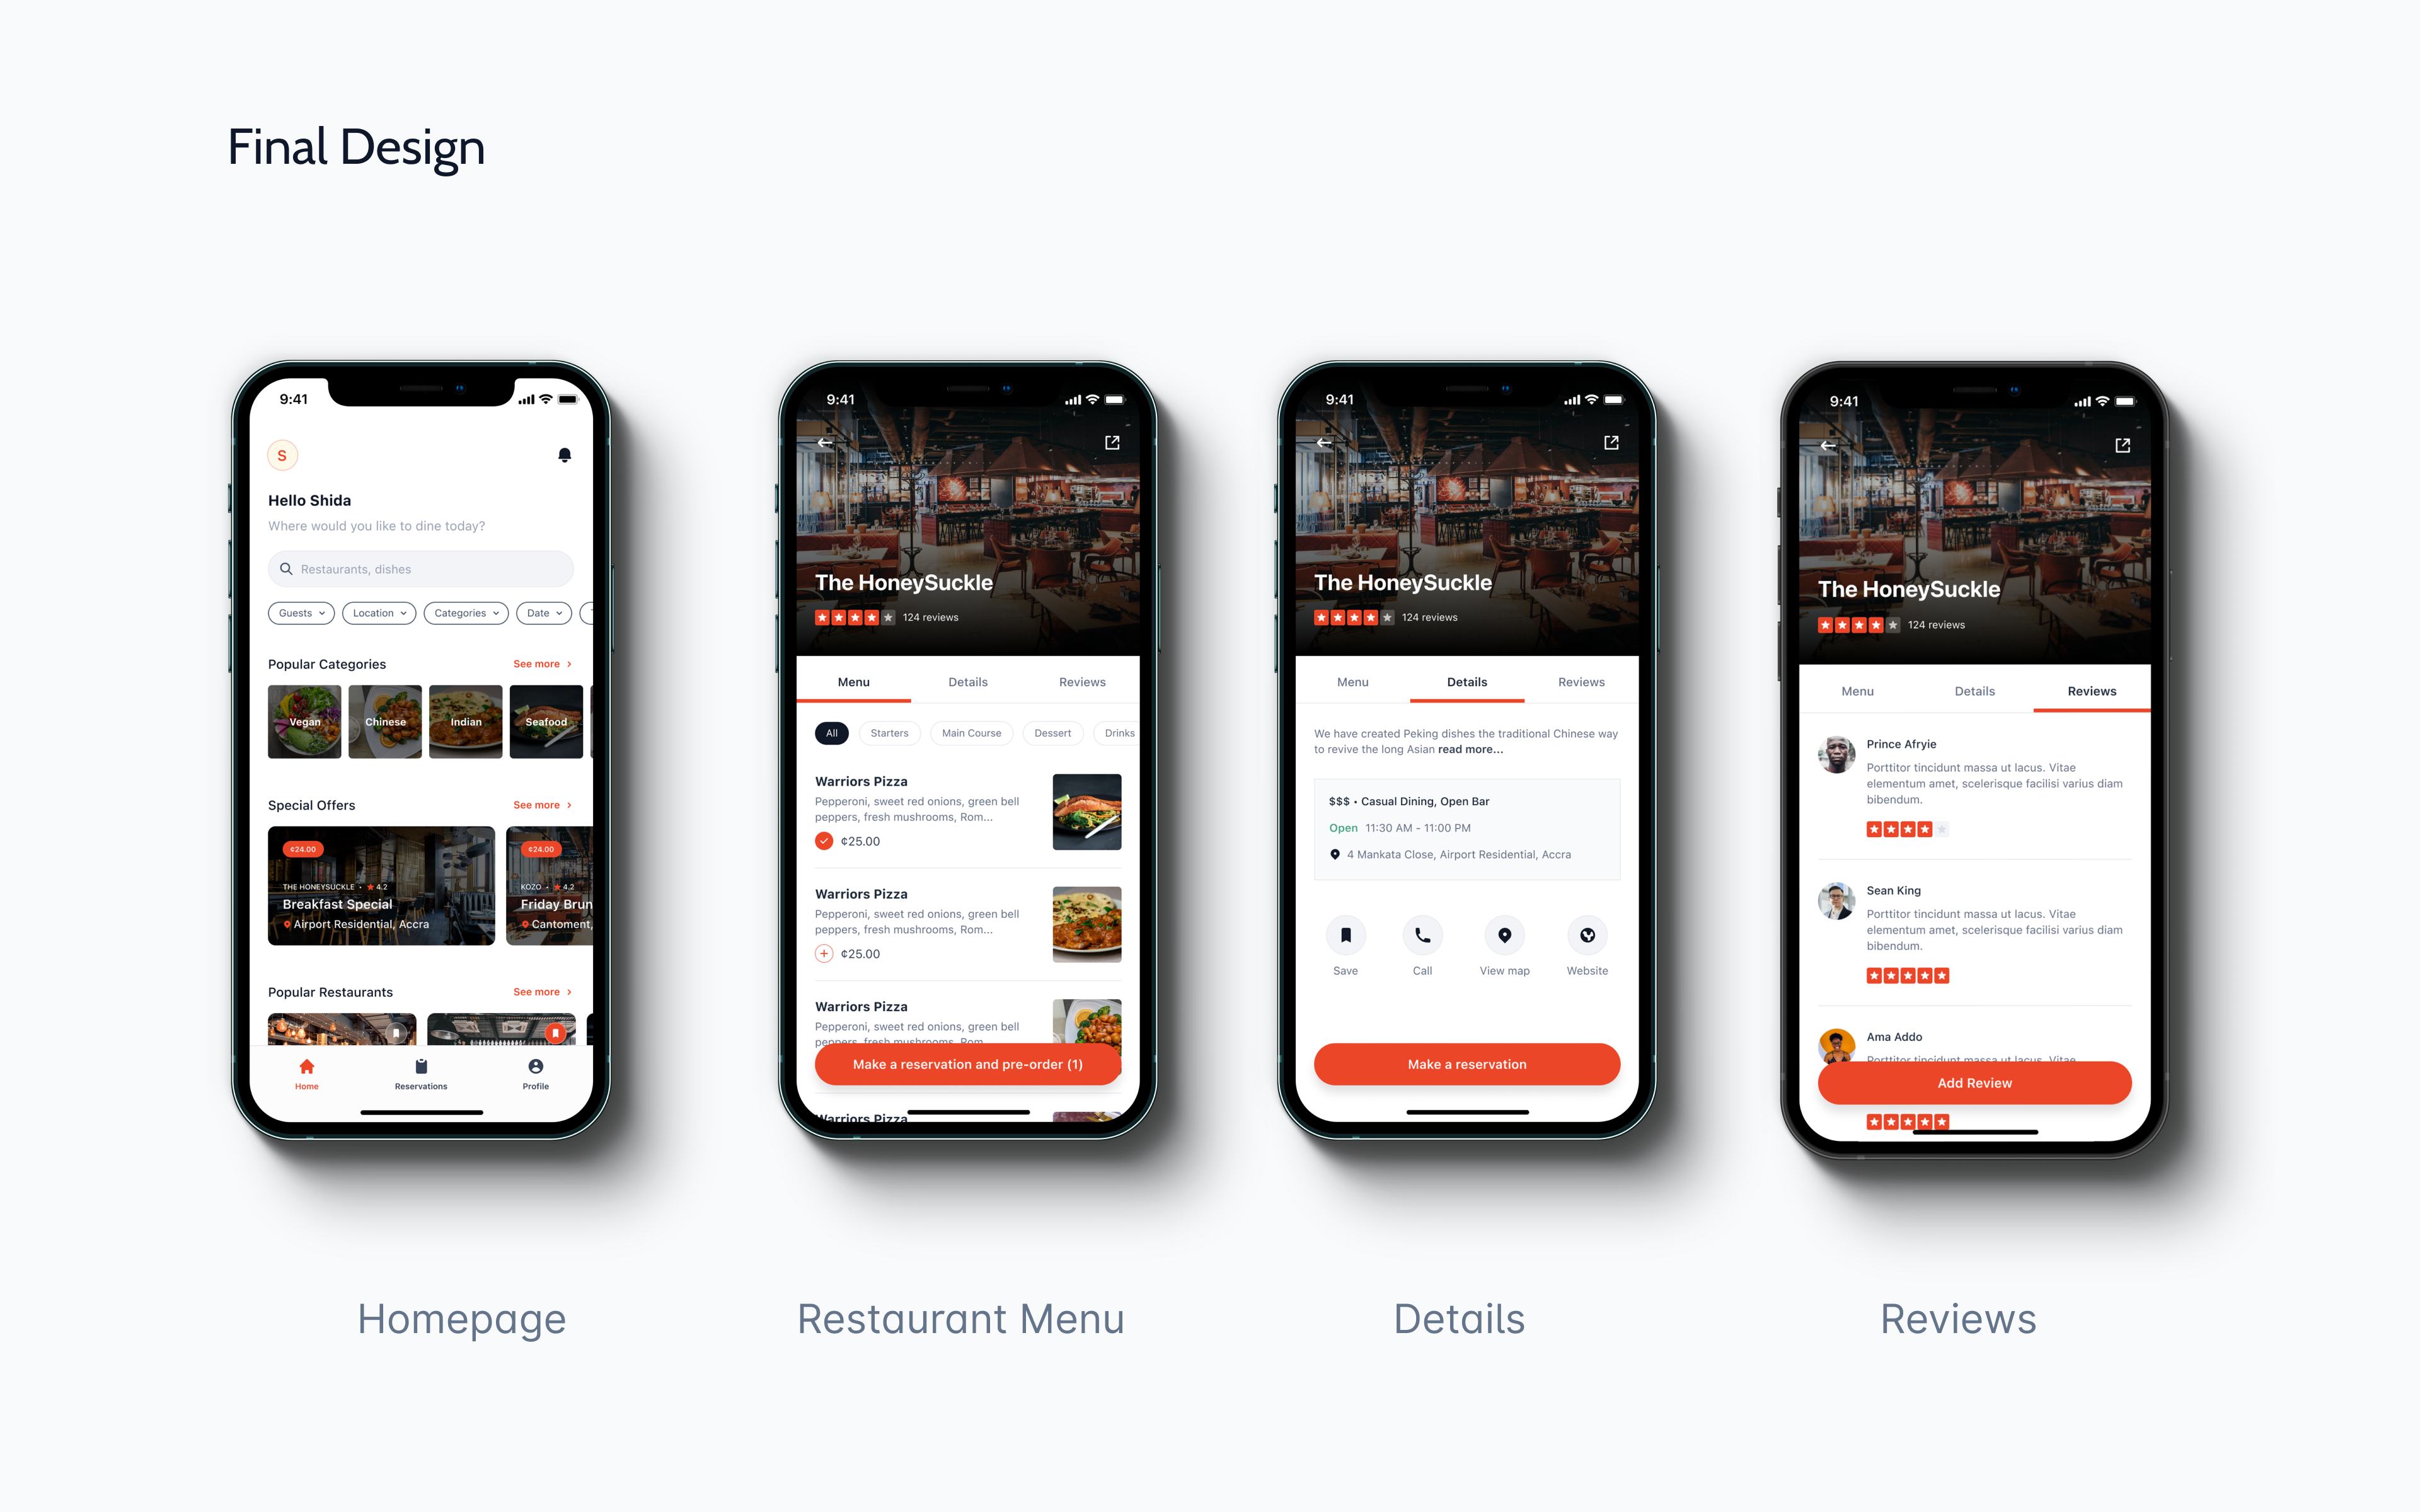 Final Design
9:41
S
Hello Shida
Where would you like to dine today?
Restaurants, dishes
Guests
Location
Categories
Date
Popular Categories
See more
Vegan
Chinese
Indian
Seafood
Special Offers
See more
¢24.00
THE HONEYSUCKLE • 4.2
Breakfast Special
Airport Residential, Accra
¢24.00
KOZO • 4.2
Friday Brun
Cantoment,
Popular Restaurants
See more
Home
Reservations
Profile
Homepage
9:41
The HoneySuckle
124 reviews
Menu
Details
Reviews
All
Starters
Main Course
Dessert
Drinks
Warriors Pizza
Pepperoni, sweet red onions, green bell
peppers, fresh mushrooms, Rom...
¢25.00
Warriors Pizza
Pepperoni, sweet red onions, green bell
peppers, fresh mushrooms, Rom...
¢25.00
Warriors Pizza
Pepperoni, sweet red onions, green bell
peppers, fresh mushrooms, Rom
Make a reservation and pre-order (1)
Warriors Pizza
Restaurant Menu
9:41
The HoneySuckle
124 reviews
Menu
Details
Reviews
We have created Peking dishes the traditional Chinese way
to revive the long Asian read more...
$$$ • Casual Dining, Open Bar
Open 11:30 AM - 11:00 PM
4 Mankata Close, Airport Residential, Accra
Save
Call
View map
Website
Make a reservation
Details
9:41
The HoneySuckle
124 reviews
Menu
Details
Reviews
Prince Afryie
Porttitor tincidunt massa ut lacus. Vitae
elementum amet, scelerisque facilisi varius diam
bibendum.
Sean King
Porttitor tincidunt massa ut lacus. Vitae
elementum amet, scelerisque facilisi varius diam
bibendum.
Ama Addo
Porttitor tincidunt massa ut lacus. Vitae
Add Review
Reviews